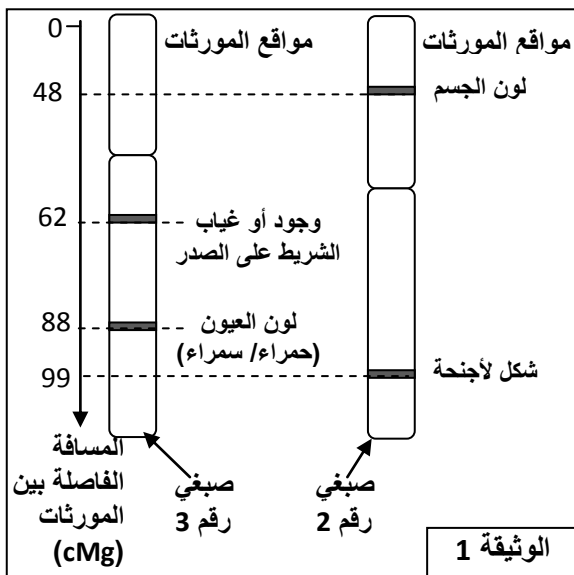 مواقع المورثات
مواقع المورثات
0
لون الجسم
48
وجود أو غياب
الشريط على الصدر
62
لون العيون
(حمراء/ سمراء)
88
شكل لأجنحة
99
المسافة
الفاصلة بين
المورثات
(cMg)
صبغي
رقم 3
صبغي
رقم 2
الوثيقة 1